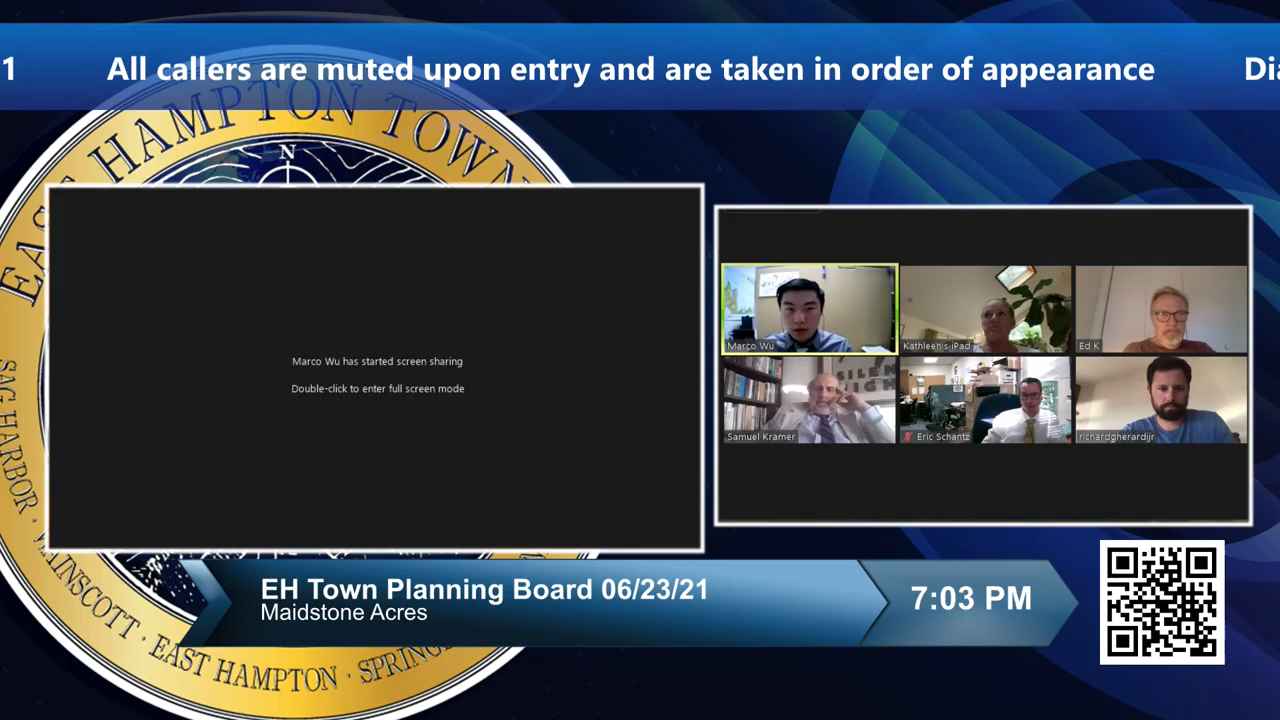 1 All callers are muted upon entry and are taken in order of appearance Dia
EAST HAMPTON TOWN
N
Marco Wu has started screen sharing
Double-click to enter full screen mode
Marco Wu
Kathleen's iPad
Ed K
SILEN
IGH
Samuel Kramer
Eric Schantz
richardgherardijr
SAG HARBOR · WAINSCOTT · EAST HAMPTON · SPRING
EH Town Planning Board 06/23/21
Maidstone Acres
7:03 PM